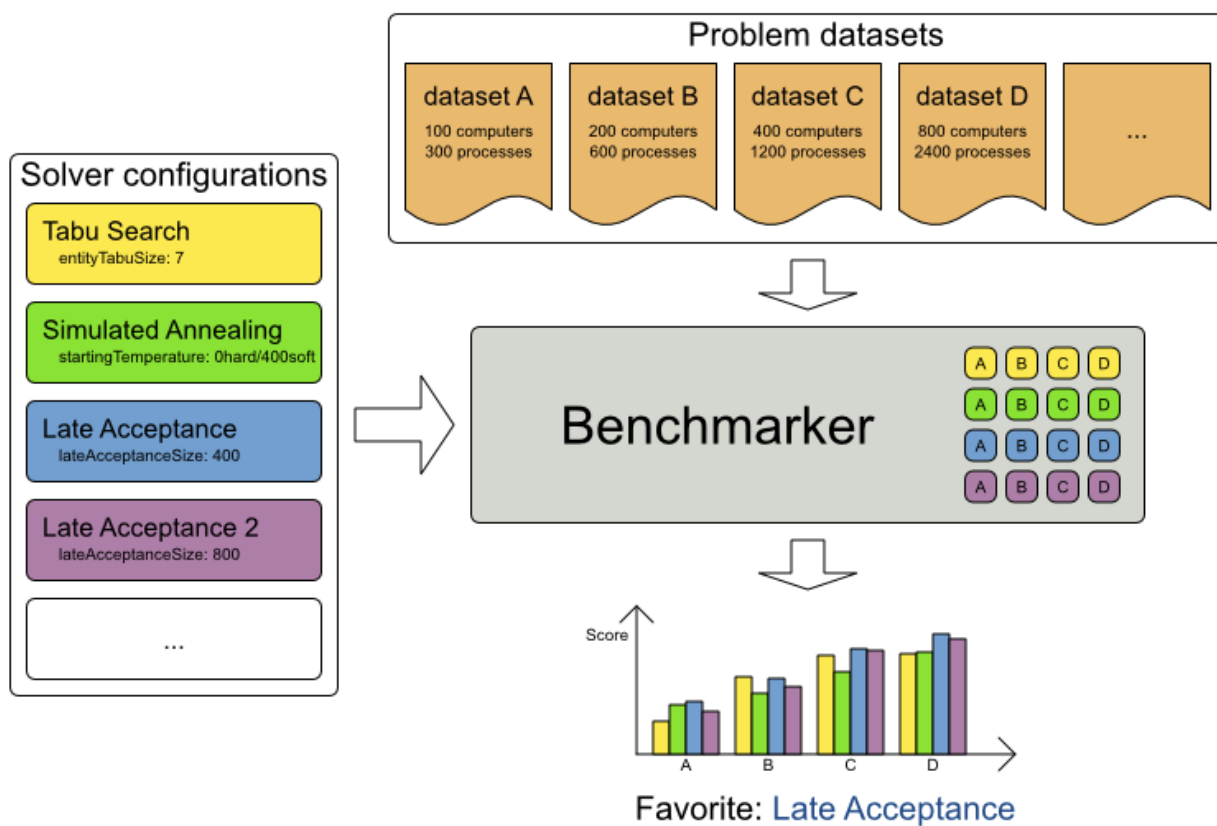 Problem datasets
dataset A
100 computers
300 processes
dataset B
200 computers
600 processes
dataset C
400 computers
1200 processes
dataset D
800 computers
2400 processes
...
Solver configurations
Tabu Search
entityTabuSize: 7
Simulated Annealing
startingTemperature: 0hard/400soft
Late Acceptance
lateAcceptanceSize: 400
Late Acceptance 2
lateAcceptanceSize: 800
...
Benchmarker
A B C D
A B C D
A B C D
A B C D
Score
A B C D
Favorite: Late Acceptance